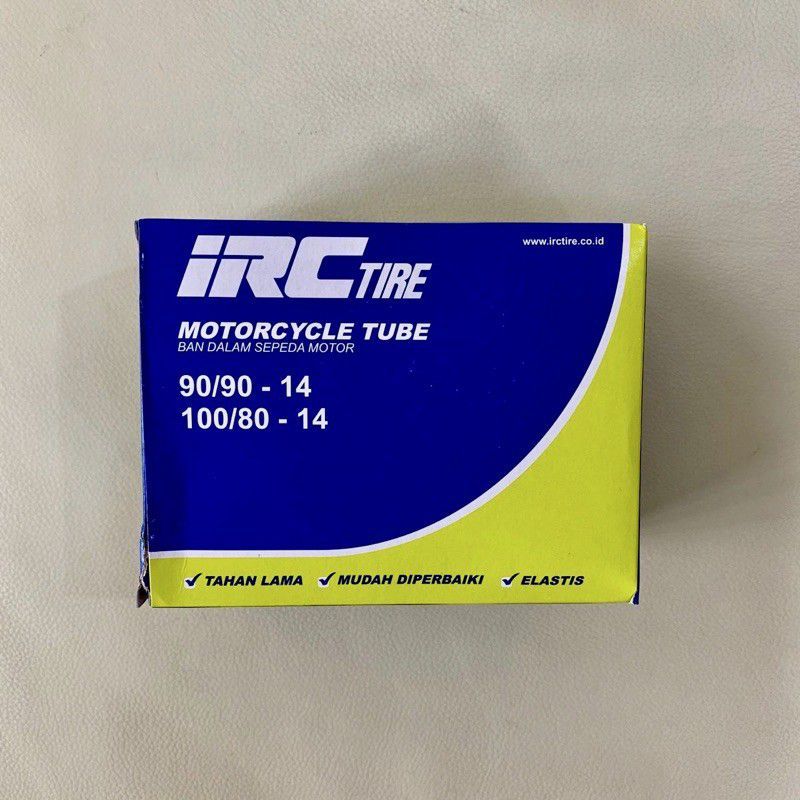 iRC TIRE
www.irctire.co.id
MOTORCYCLE TUBE
BAN DALAM SEPEDA MOTOR
90/90 - 14
100/80 - 14
TAHAN LAMA MUDAH DIPERBAIKI ELASTIS